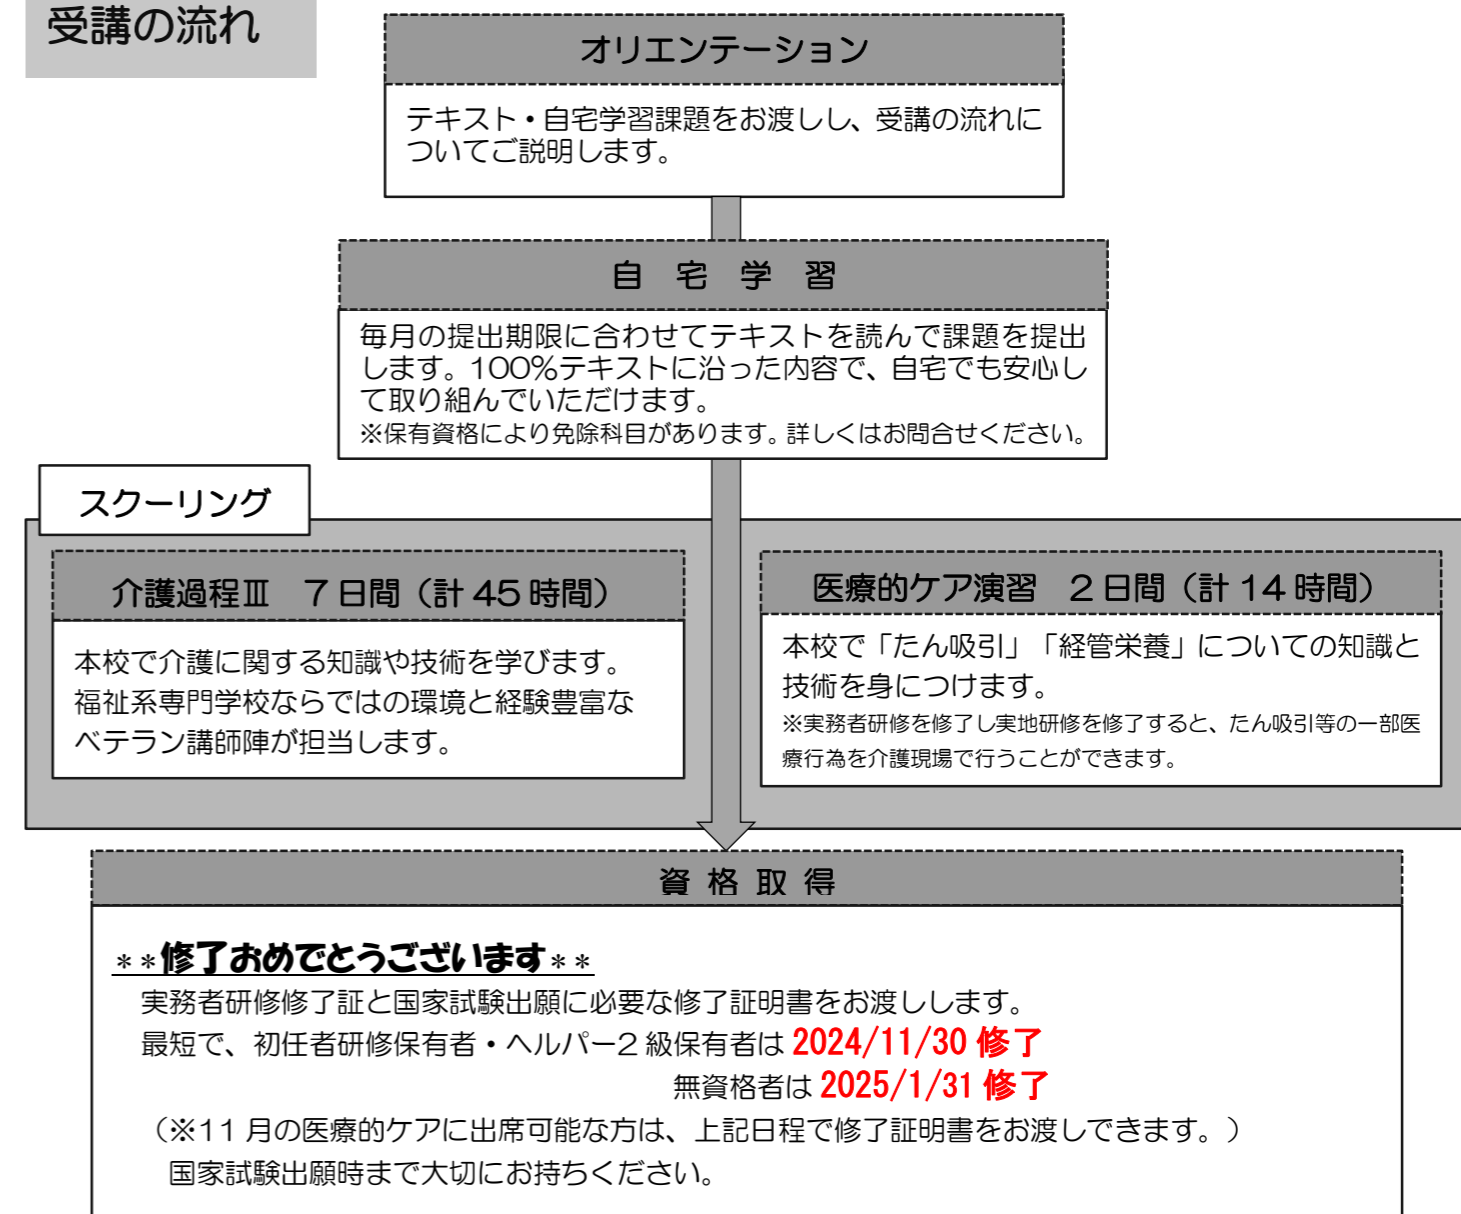 受講の流れ
オリエンテーション
テキスト・自宅学習課題をお渡しし、受講の流れに
ついてご説明します。
自 宅 学 習
毎月の提出期限に合わせてテキストを読んで課題を提出
します。100%テキストに沿った内容で、自宅でも安心し
て取り組んでいただけます。
※保有資格により免除科目があります。詳しくはお問合せください。
スクーリング
介護過程Ⅲ 7日間（計45時間）
本校で介護に関する知識や技術を学びます。
福祉系専門学校ならではの環境と経験豊富な
ベテラン講師陣が担当します。
医療的ケア演習 2日間（計14時間）
本校で「たん吸引」「経管栄養」についての知識と
技術を身につけます。
※実務者研修を修了し実地研修を修了すると、たん吸引等の一部医
療行為を介護現場で行うことができます。
資 格 取 得
**修了おめでとうございます**
実務者研修修了証と国家試験出願に必要な修了証明書をお渡しします。
最短で、初任者研修保有者・ヘルパー2級保有者は 2024/11/30 修了
無資格者は 2025/1/31 修了
（※11月の医療的ケアに出席可能な方は、上記日程で修了証明書をお渡しできます。）
国家試験出願時まで大切にお持ちください。